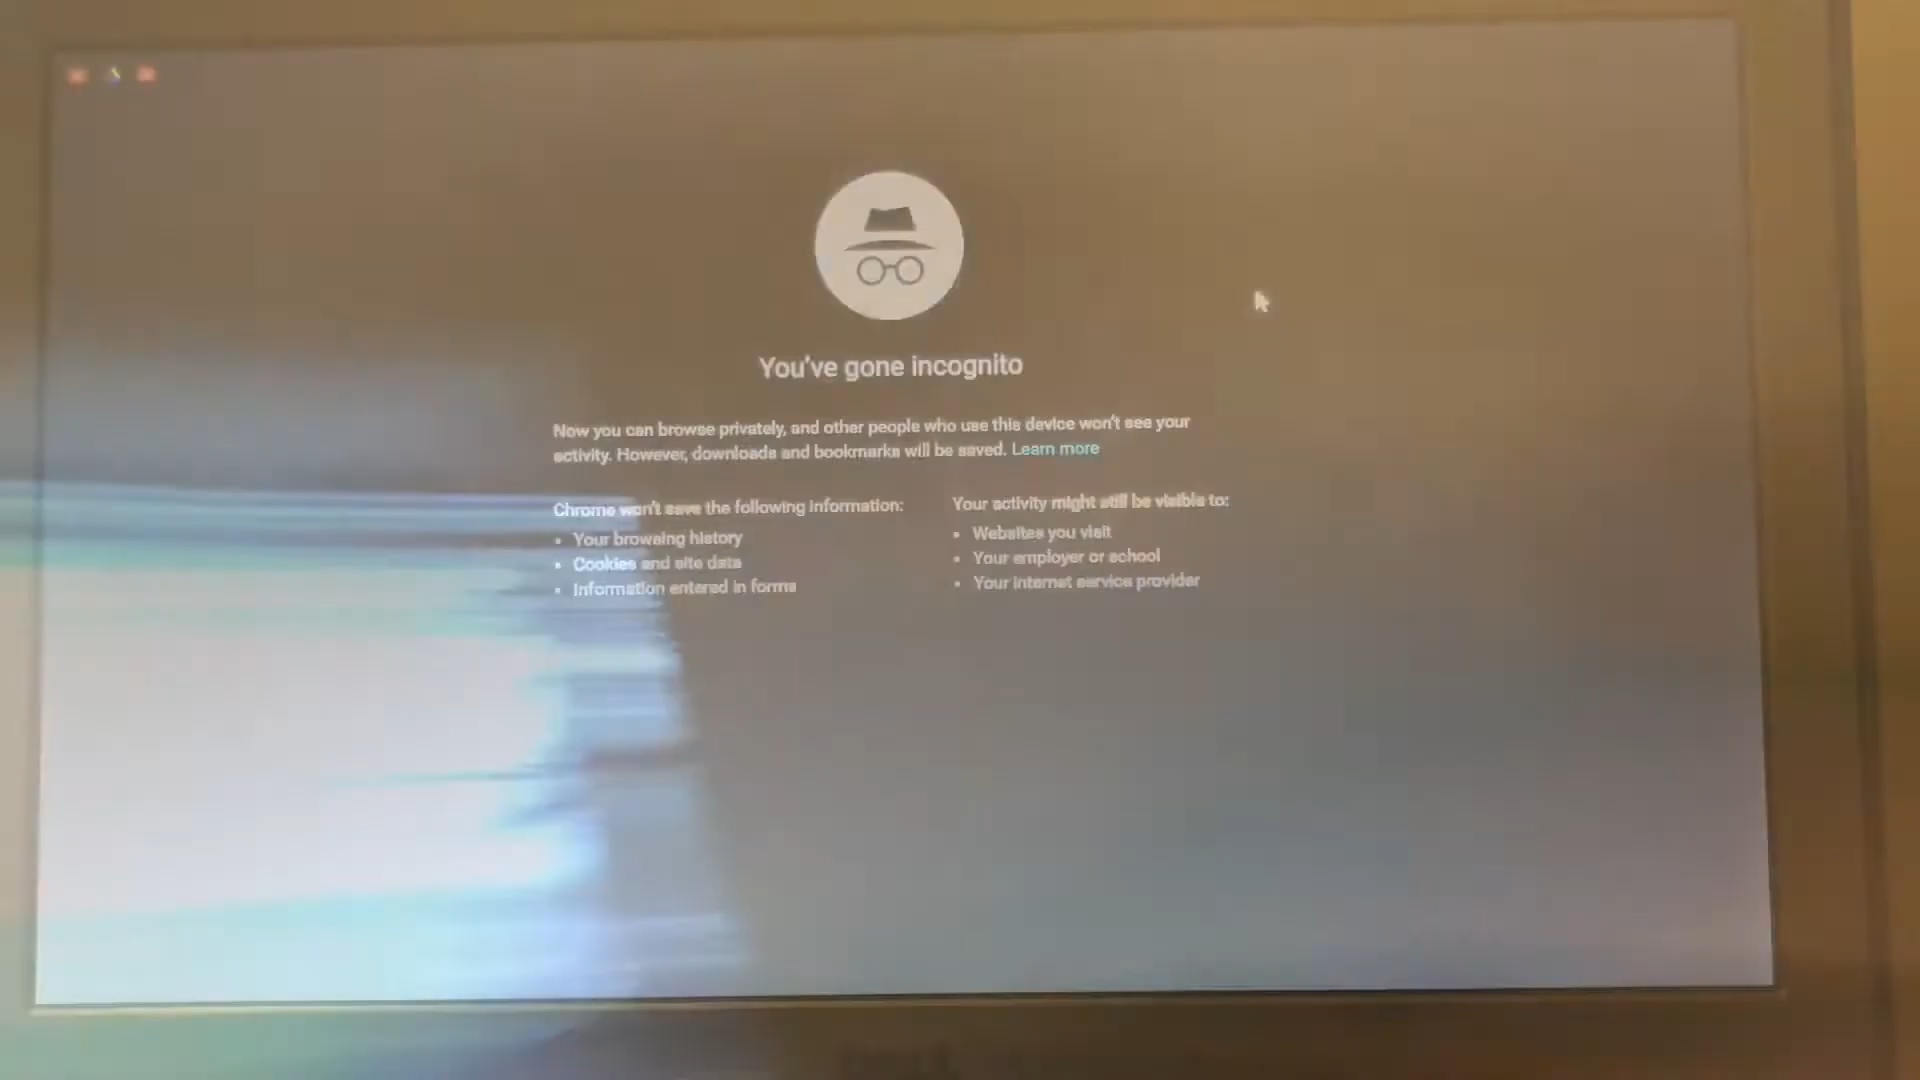 You've gone incognito
Now you can browse privately, and other people who use this device won't see your
activity. However, downloads and bookmarks will be saved. Learn more
Chrome won't save the following information:
• Your browsing history
• Cookies and site data
• Information entered in forms
Your activity might still be visible to:
• Websites you visit
• Your employer or school
• Your internet service provider